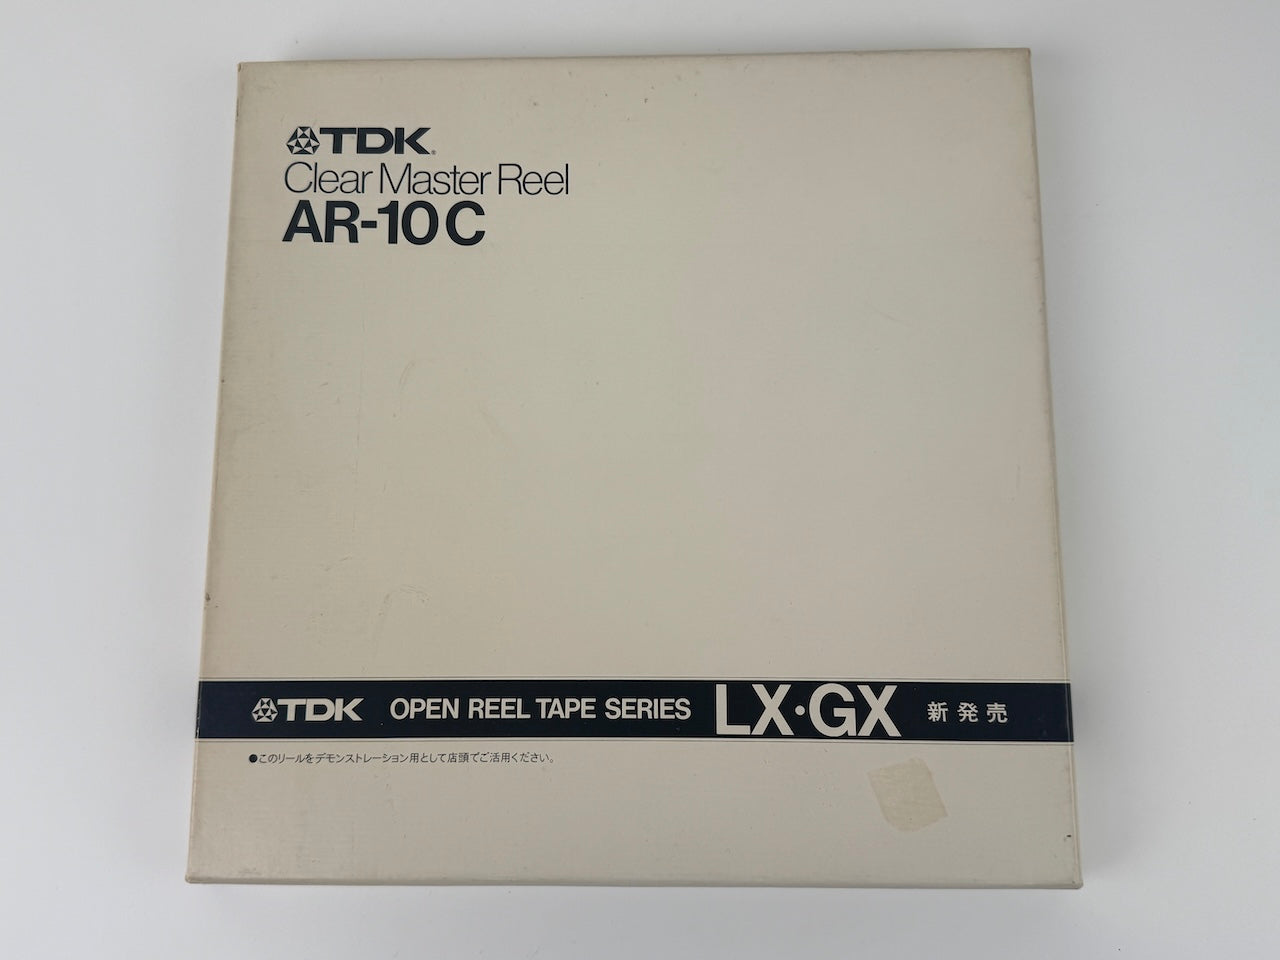 TDK®
Clear Master Reel
AR-10C
TDK OPEN REEL TAPE SERIES LX・GX 新発売
●このリールをデモンストレーション用として店頭でご活用ください。